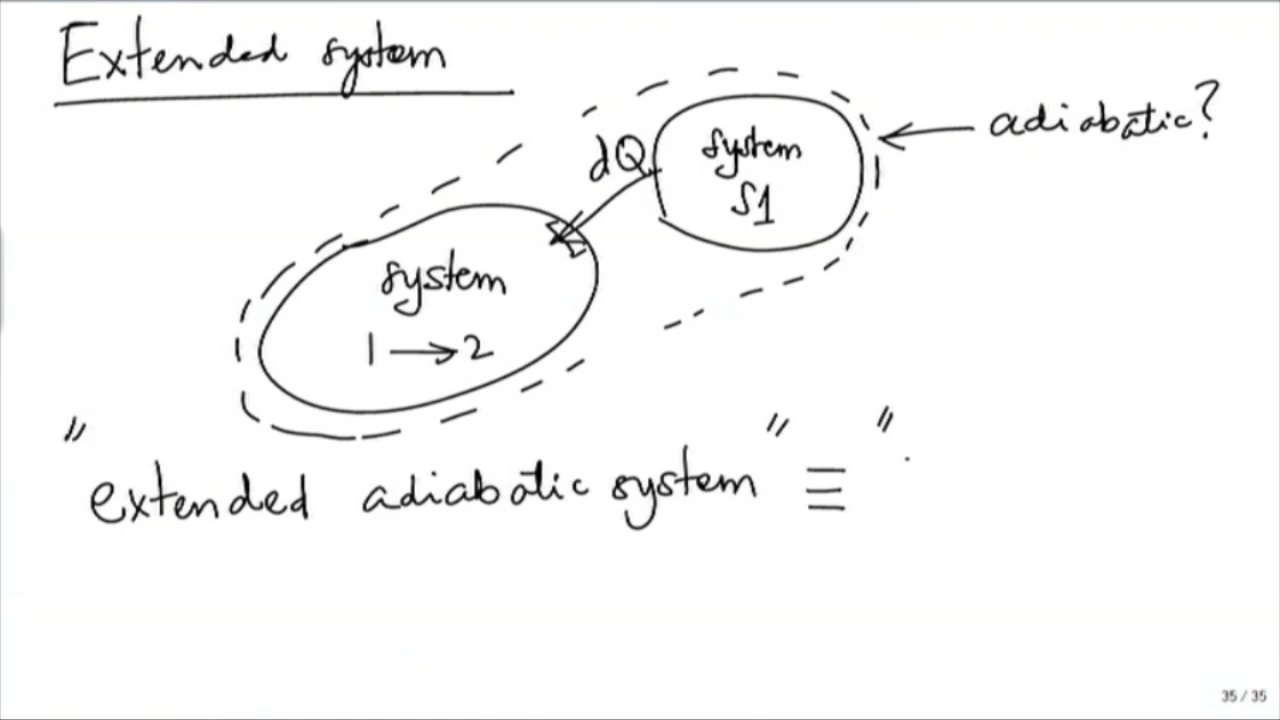 Extended system
adiabatic?
dQ
system
S1
system
1 → 2
"extended adiabatic system" ≡ "
35 / 35